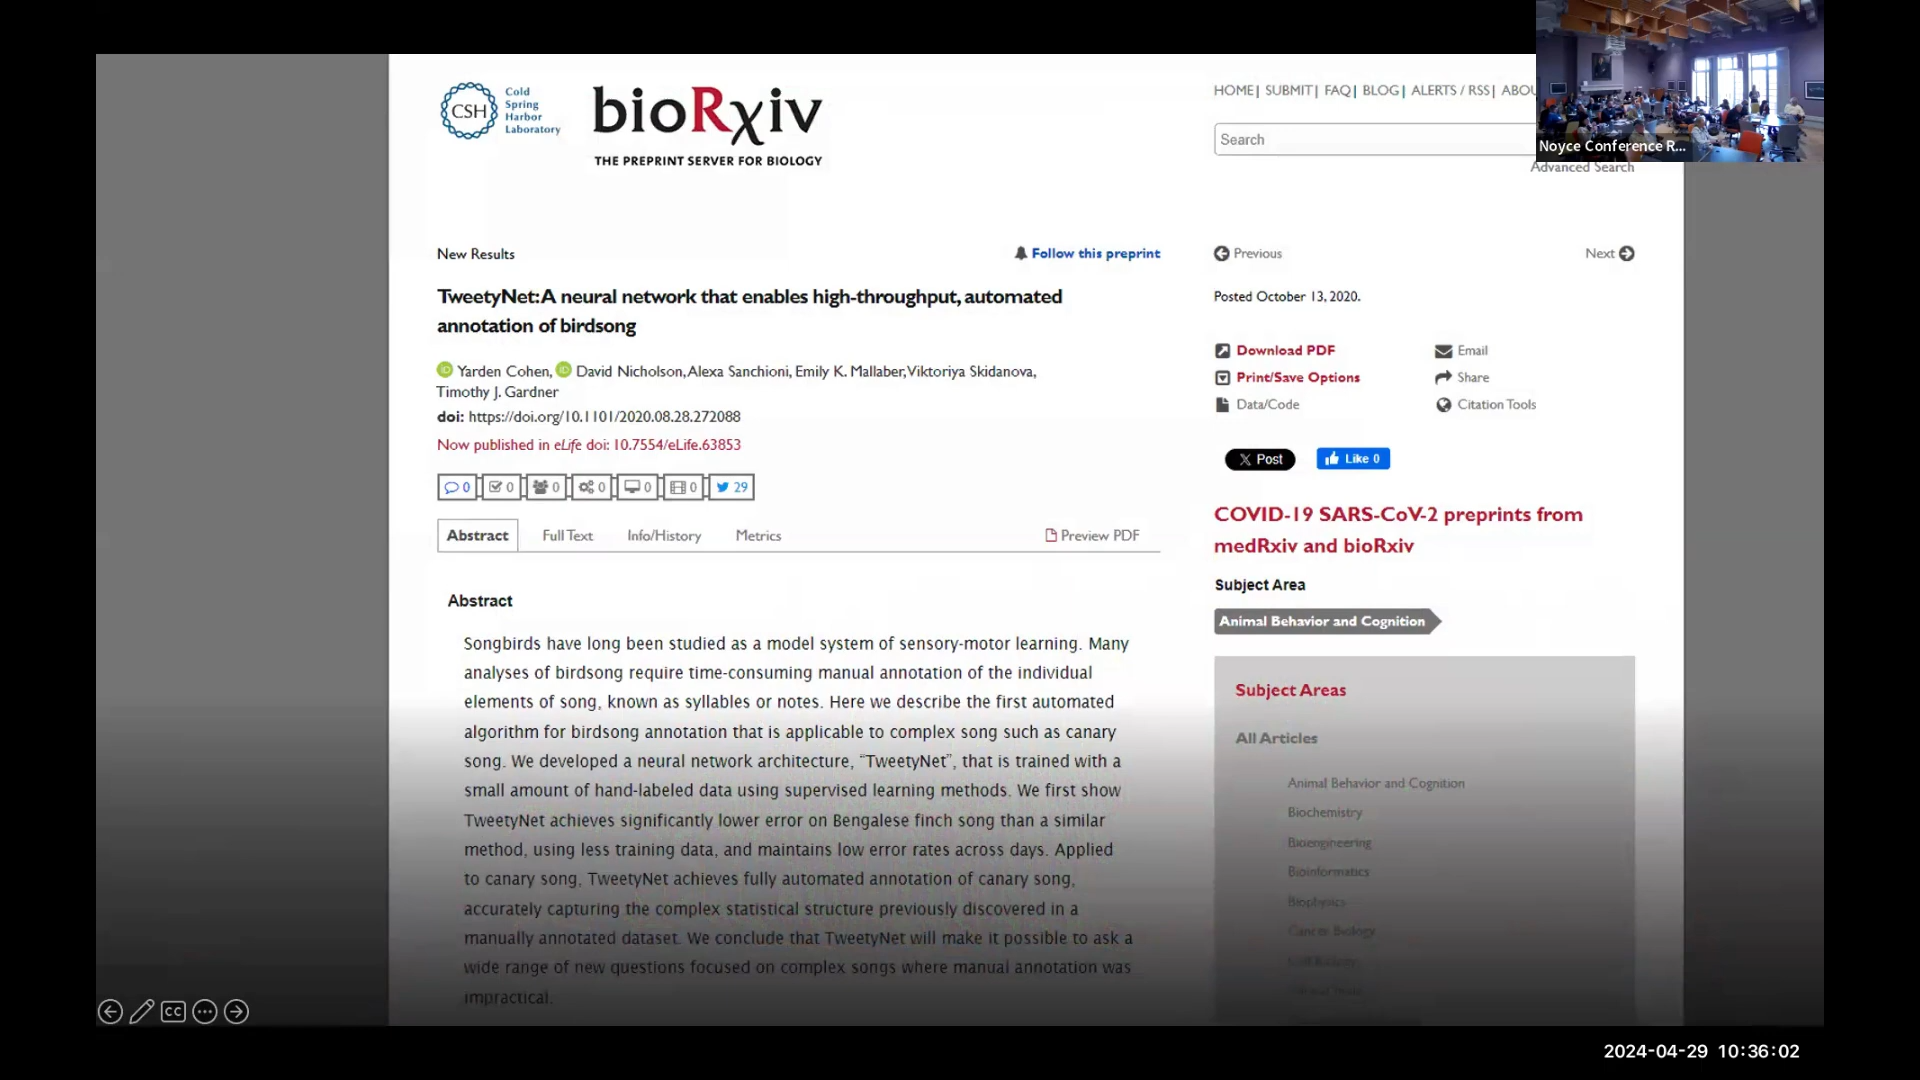 CSH
Cold
Spring
Harbor
Laboratory
bioRχiv
THE PREPRINT SERVER FOR BIOLOGY
HOME| SUBMIT| FAQ| BLOG| ALERTS / RSS| ABOU
Search
Advanced Search
Noyce Conference R...
New Results
Follow this preprint
Previous
Next
TweetyNet: A neural network that enables high-throughput, automated
annotation of birdsong
Posted October 13, 2020.
iD Yarden Cohen, iD David Nicholson, Alexa Sanchioni, Emily K. Mallaber, Viktoriya Skidanova,
Timothy J. Gardner
doi: https://doi.org/10.1101/2020.08.28.272088
Now published in eLife doi: 10.7554/eLife.63853
0 0 0 0 0 0 29
Download PDF
Email
Print/Save Options
Share
Data/Code
Citation Tools
X Post
Like 0
Abstract Full Text Info/History Metrics Preview PDF
COVID-19 SARS-CoV-2 preprints from
medRxiv and bioRxiv
Subject Area
Animal Behavior and Cognition
Abstract
Songbirds have long been studied as a model system of sensory-motor learning. Many
analyses of birdsong require time-consuming manual annotation of the individual
elements of song, known as syllables or notes. Here we describe the first automated
algorithm for birdsong annotation that is applicable to complex song such as canary
song. We developed a neural network architecture, “TweetyNet”, that is trained with a
small amount of hand-labeled data using supervised learning methods. We first show
TweetyNet achieves significantly lower error on Bengalese finch song than a similar
method, using less training data, and maintains low error rates across days. Applied
to canary song, TweetyNet achieves fully automated annotation of canary song,
accurately capturing the complex statistical structure previously discovered in a
manually annotated dataset. We conclude that TweetyNet will make it possible to ask a
wide range of new questions focused on complex songs where manual annotation was
impractical.
Subject Areas
All Articles
Animal Behavior and Cognition
Biochemistry
Bioengineering
Bioinformatics
Biophysics
Cancer Biology
CC
2024-04-29 10:36:02